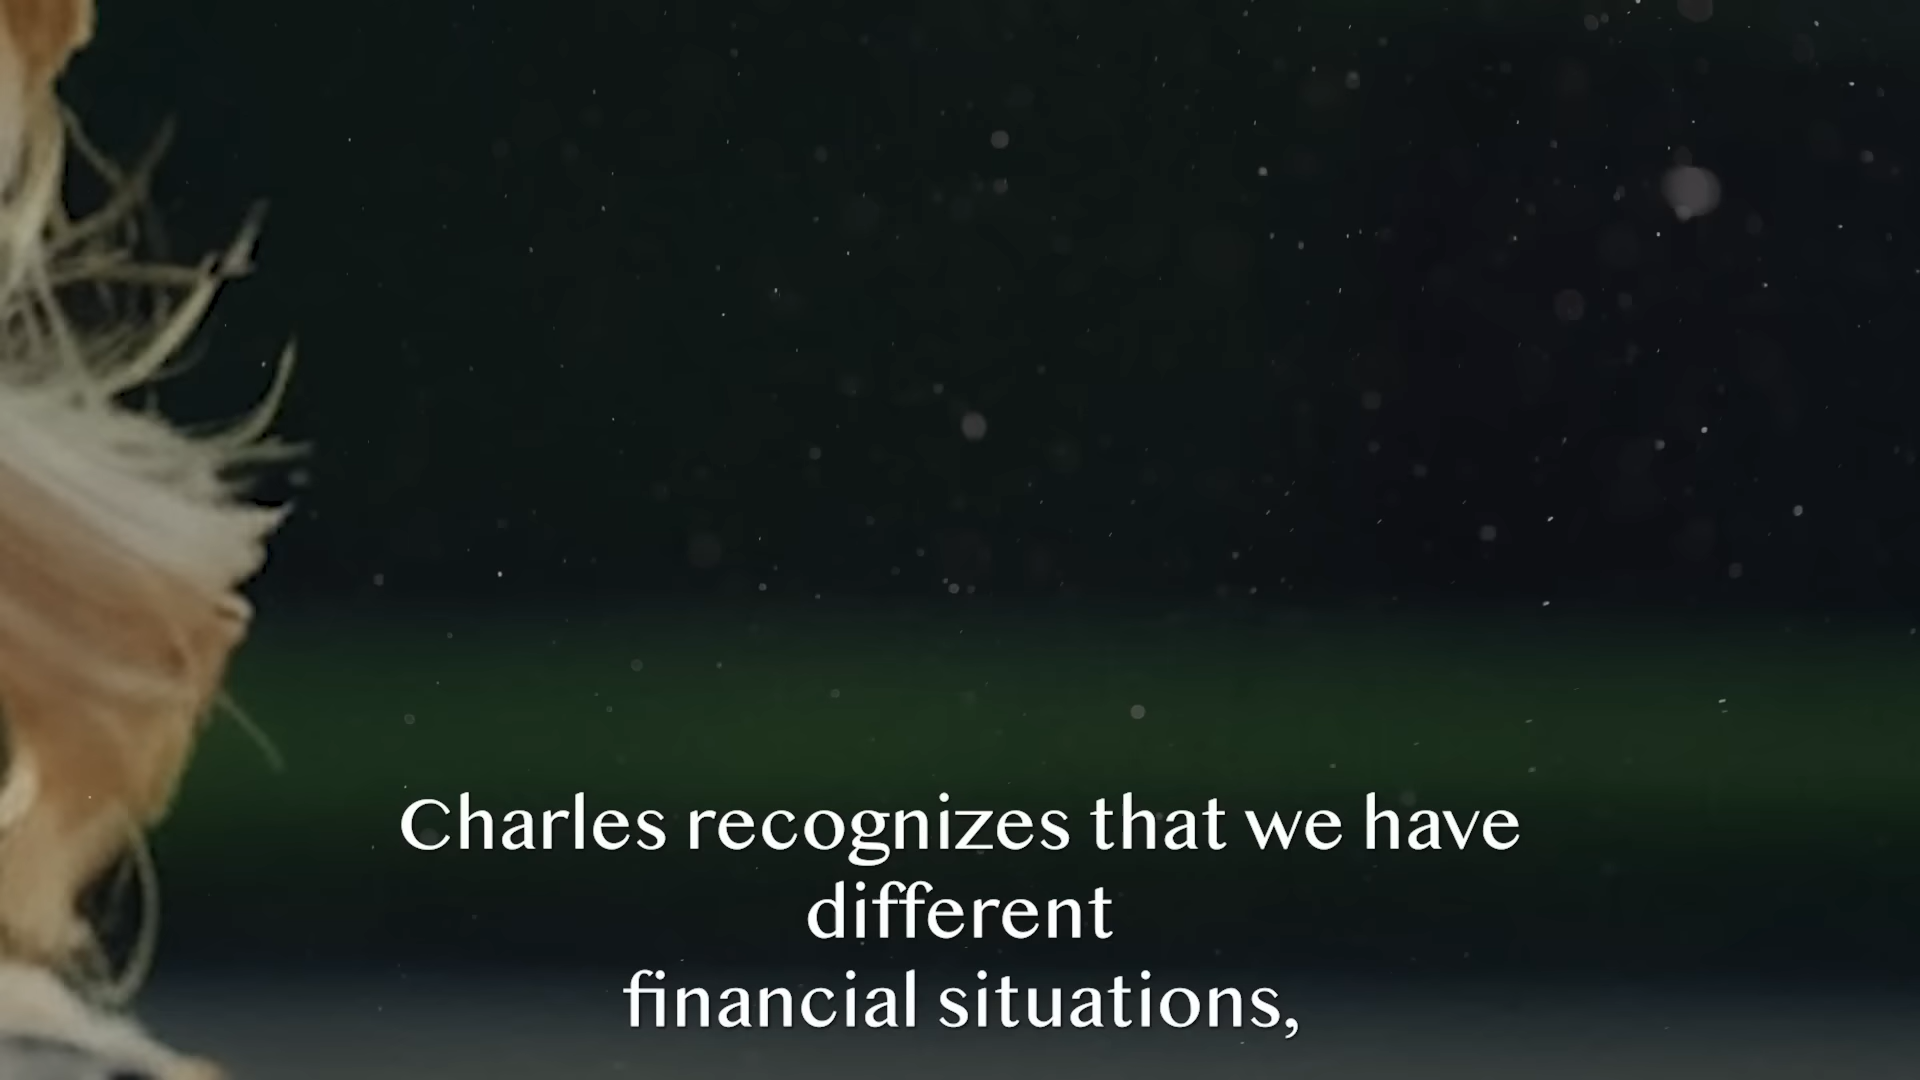 Charles recognizes that we have
different
financial situations,